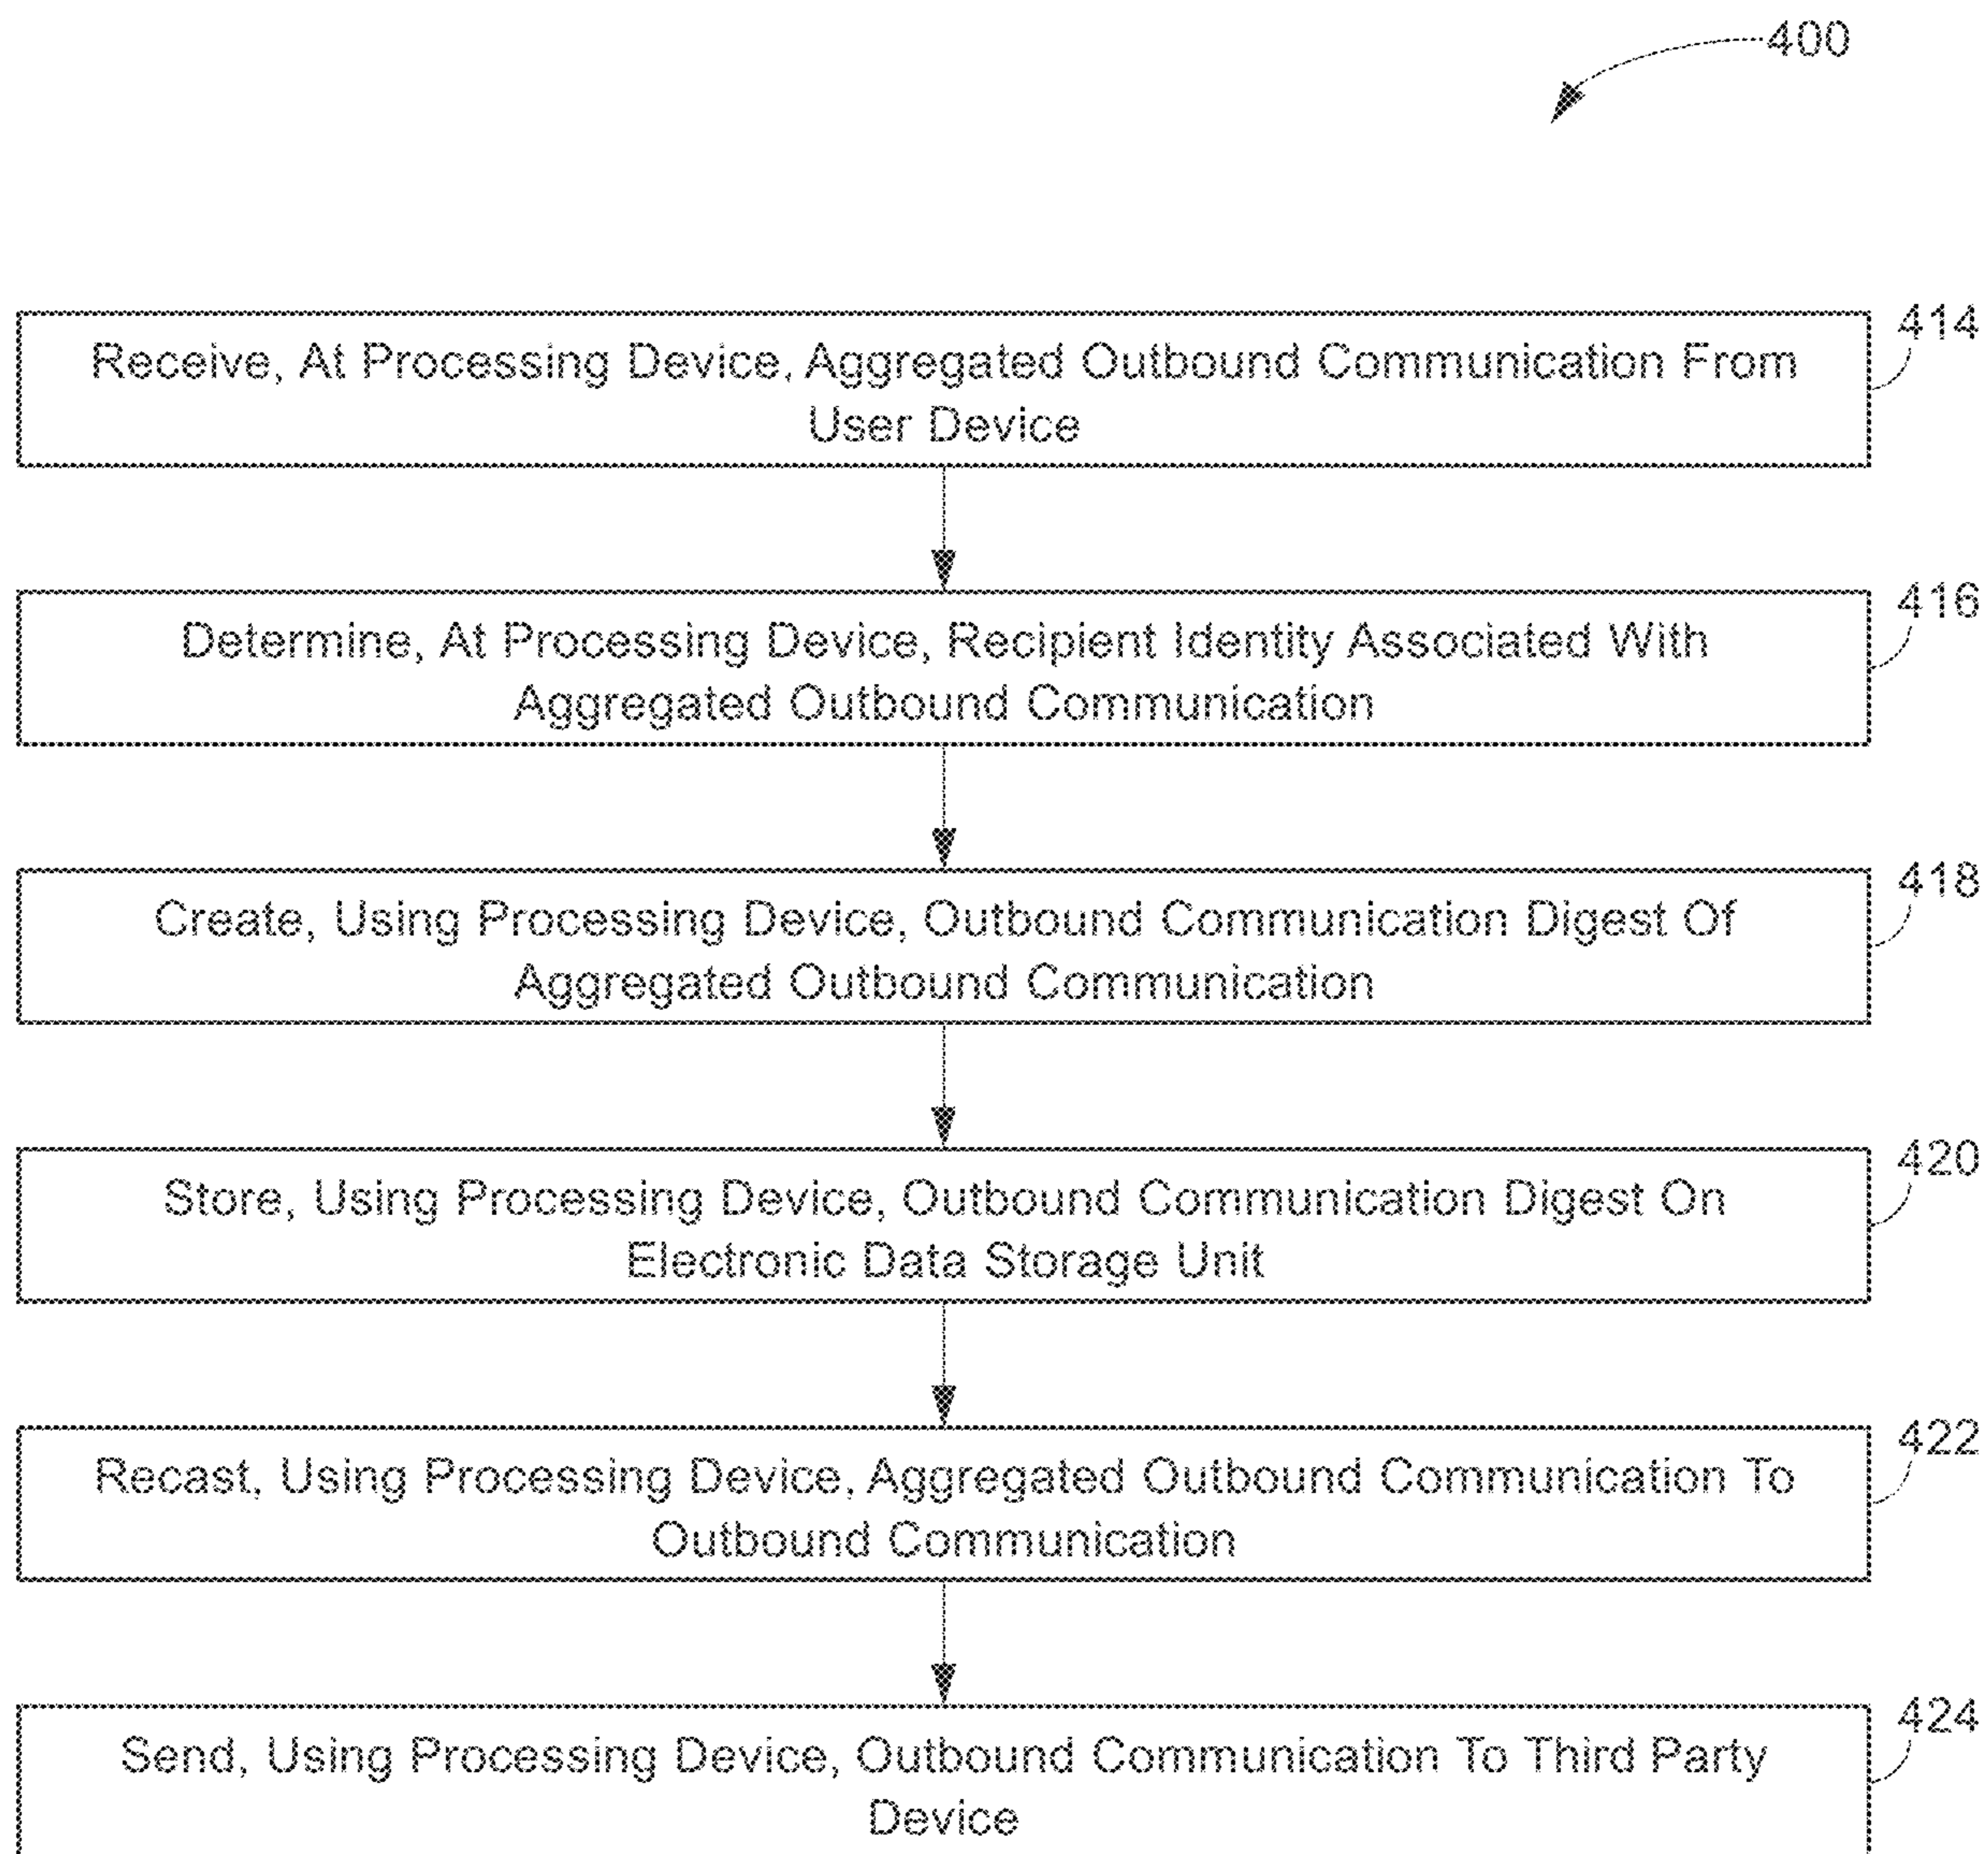 400
414
Receive, At Processing Device, Aggregated Outbound Communication From
User Device
416
Determine, At Processing Device, Recipient Identity Associated With
Aggregated Outbound Communication
418
Create, Using Processing Device, Outbound Communication Digest Of
Aggregated Outbound Communication
420
Store, Using Processing Device, Outbound Communication Digest On
Electronic Data Storage Unit
422
Recast, Using Processing Device, Aggregated Outbound Communication To
Outbound Communication
424
Send, Using Processing Device, Outbound Communication To Third Party
Device